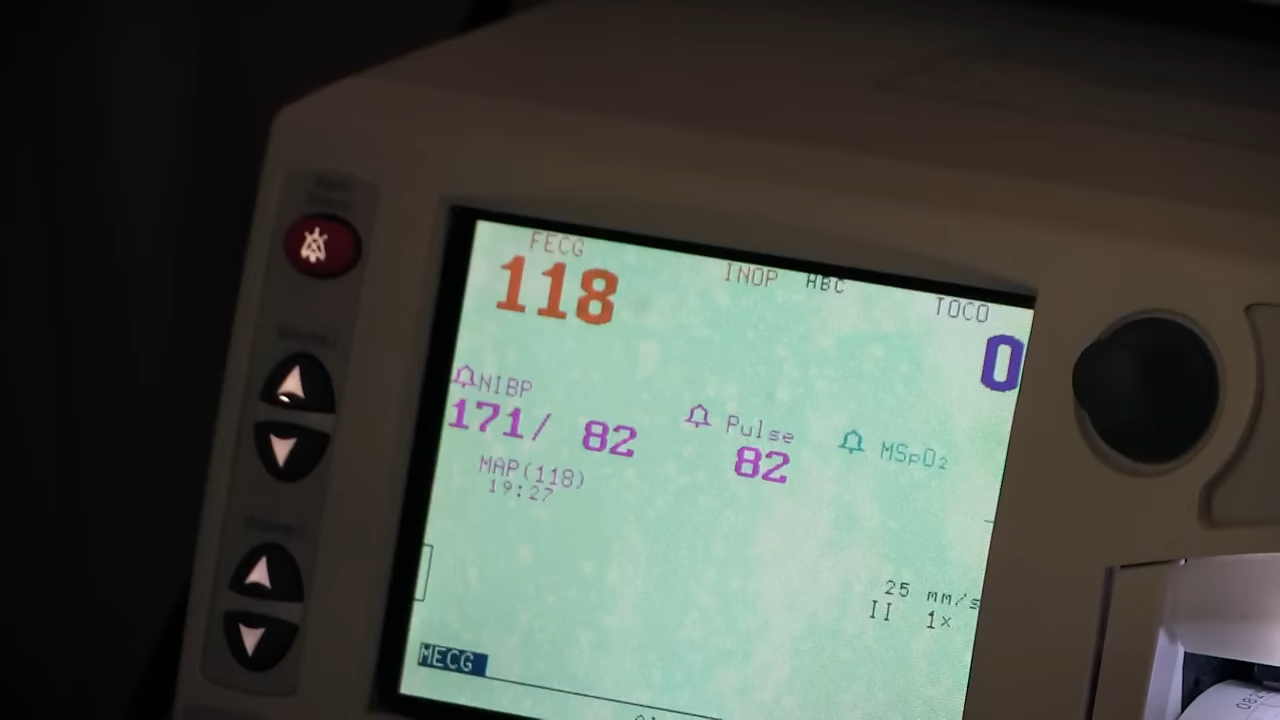 FECG
118
INOP ABC
TOCO
0
NIBP
171/ 82
MAP(118)
19:27
Pulse
82
MSpO₂
25 mm/s
II 1×
MECG